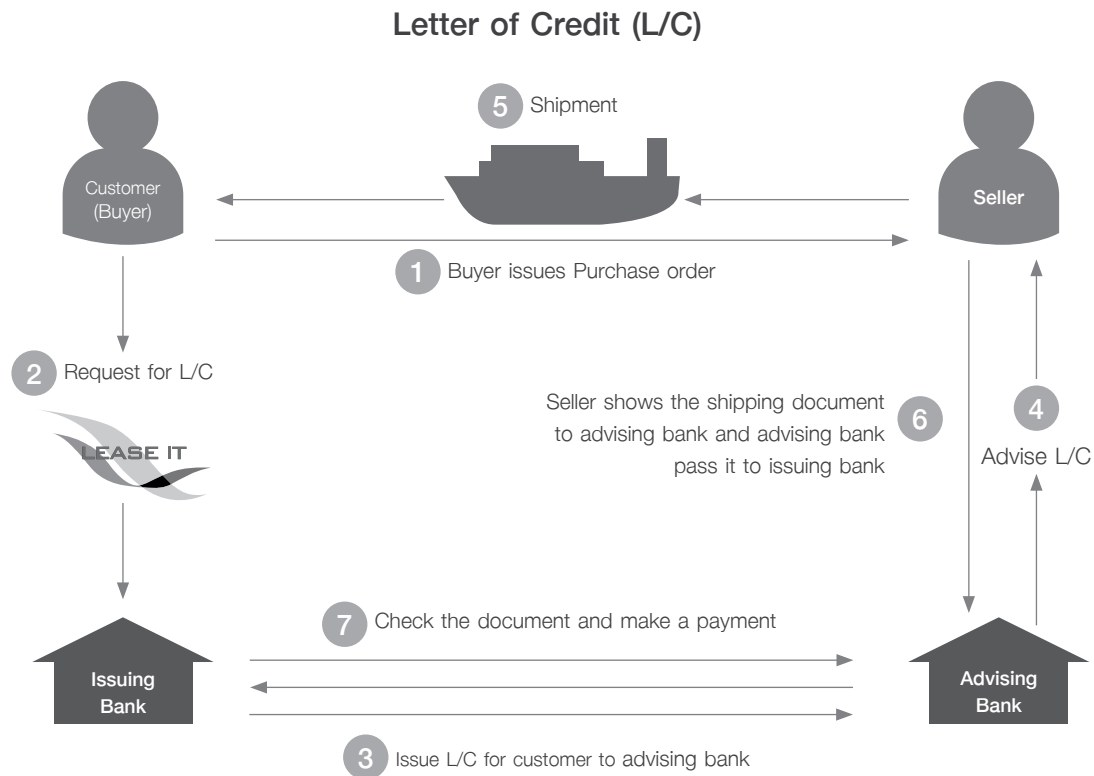 Letter of Credit (L/C)
5 Shipment
Customer
(Buyer)
Seller
1 Buyer issues Purchase order
2 Request for L/C
LEASE IT
Seller shows the shipping document
to advising bank and advising bank
pass it to issuing bank
6
4
Advise L/C
7 Check the document and make a payment
Issuing
Bank
Advising
Bank
3 Issue L/C for customer to advising bank